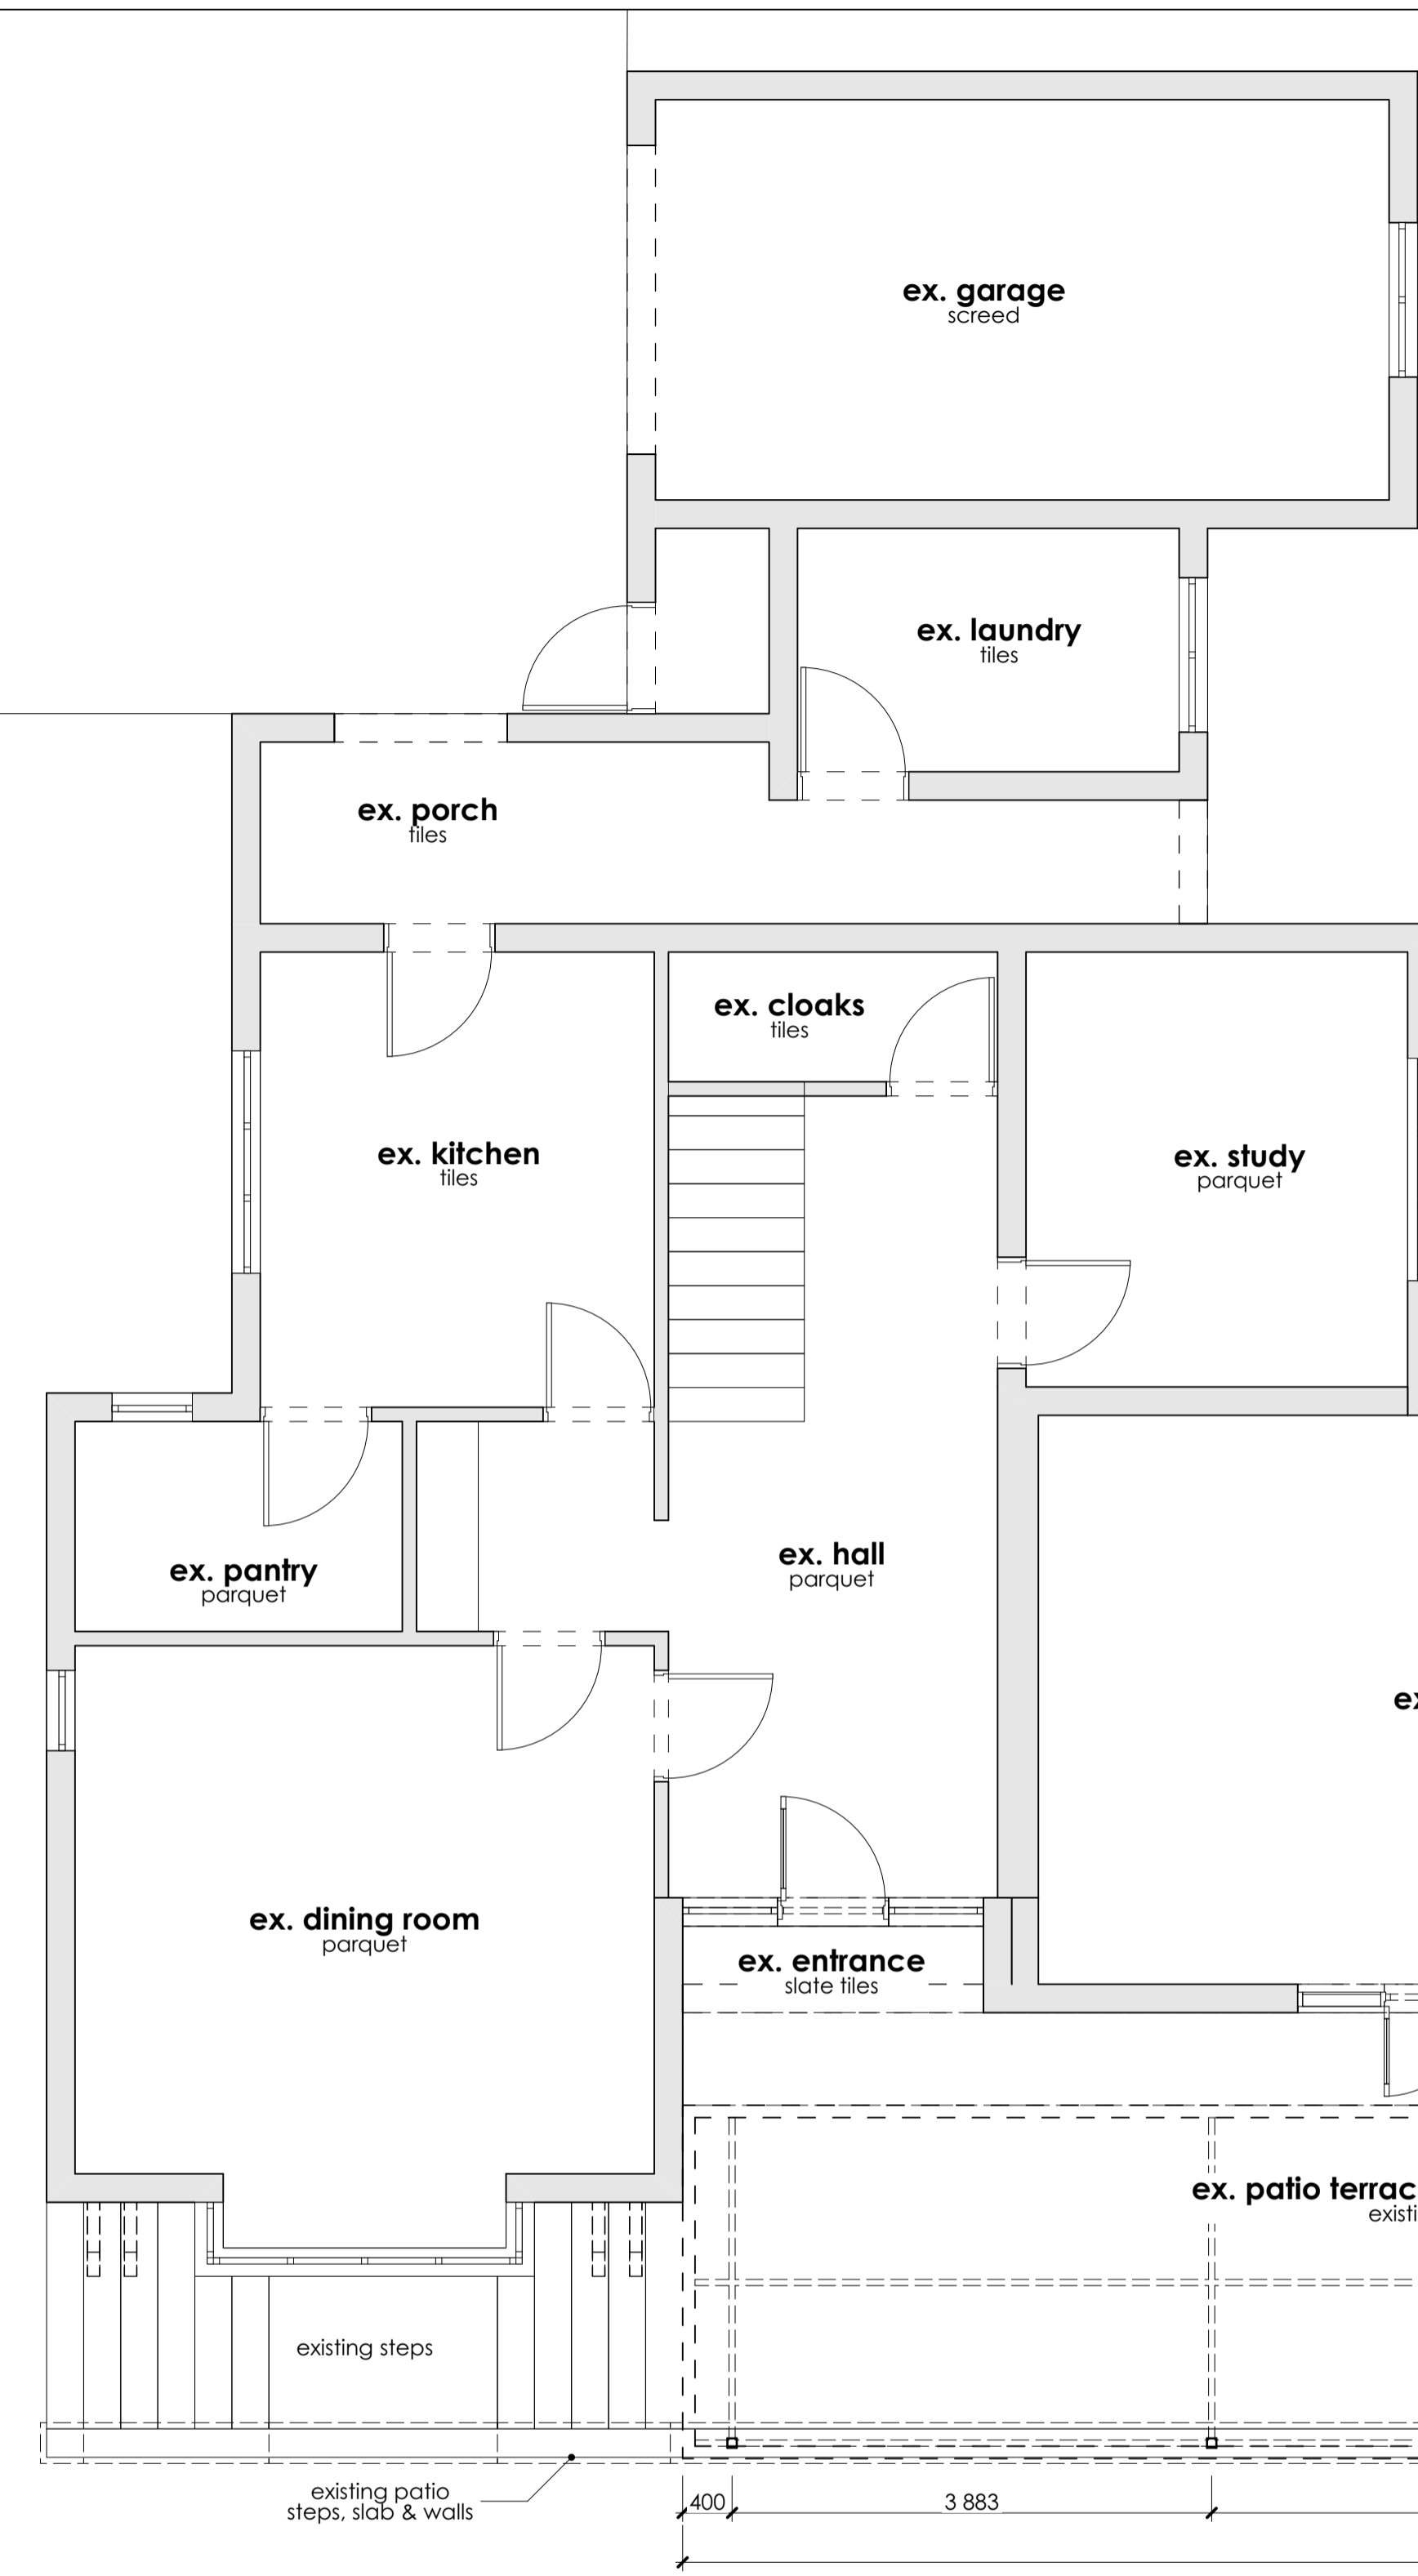 ex. garage
screed
ex. laundry
tiles
ex. porch
tiles
ex. cloaks
tiles
ex. kitchen
tiles
ex. study
parquet
ex. hall
parquet
ex. pantry
parquet
ex
ex. dining room
parquet
ex. entrance
slate tiles
ex. patio terrac
existi
existing steps
existing patio
steps, slab & walls
400
3 883